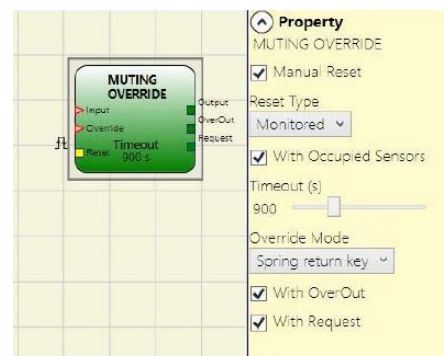 MUTING
OVERRIDE
Input
Override
Reset
Timeout
900 s
Output
OverOut
Request
Property
MUTING OVERRIDE
Manual Reset
Reset Type
Monitored
With Occupied Sensors
Timeout (s)
900
Override Mode
Spring return key
With OverOut
With Request